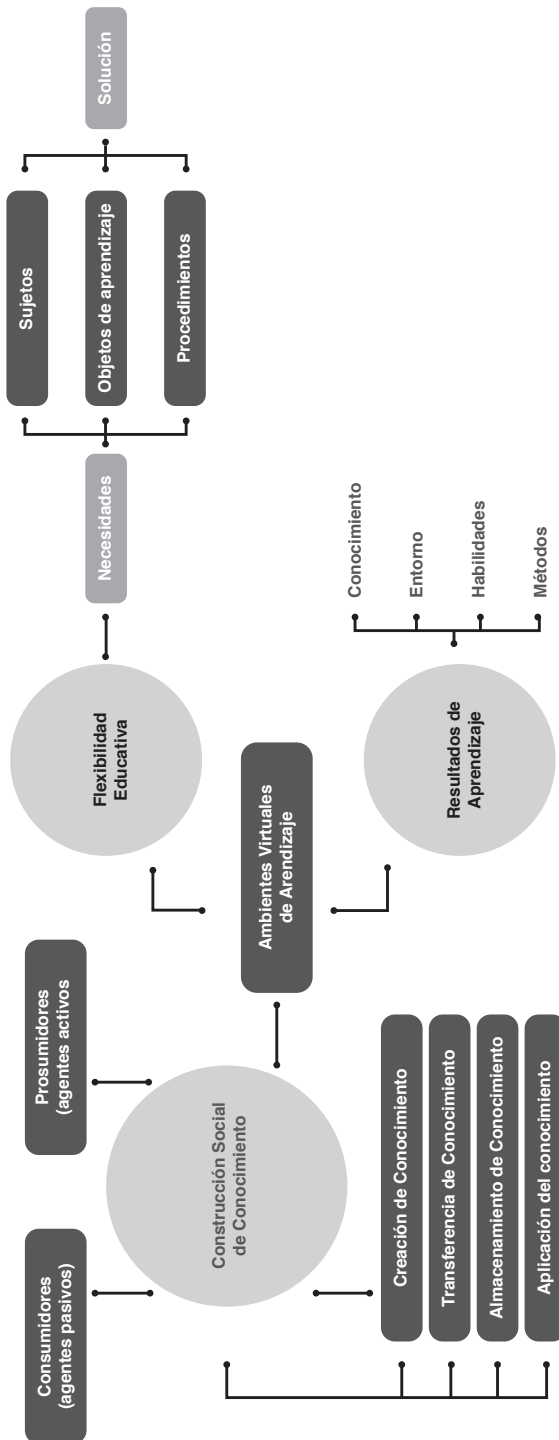 Consumidores
(agentes pasivos)
Prosumidores
(agentes activos)
Construcción Social
de Conocimiento
Creación de Conocimiento
Transferencia de Conocimiento
Almacenamiento de Conocimiento
Aplicación del conocimiento
Ambientes Virtuales
de Arendizaje
Flexibilidad
Educativa
Necesidades
Sujetos
Objetos de aprendizaje
Procedimientos
Solución
Resultados de
Aprendizaje
Conocimiento
Entorno
Habilidades
Métodos